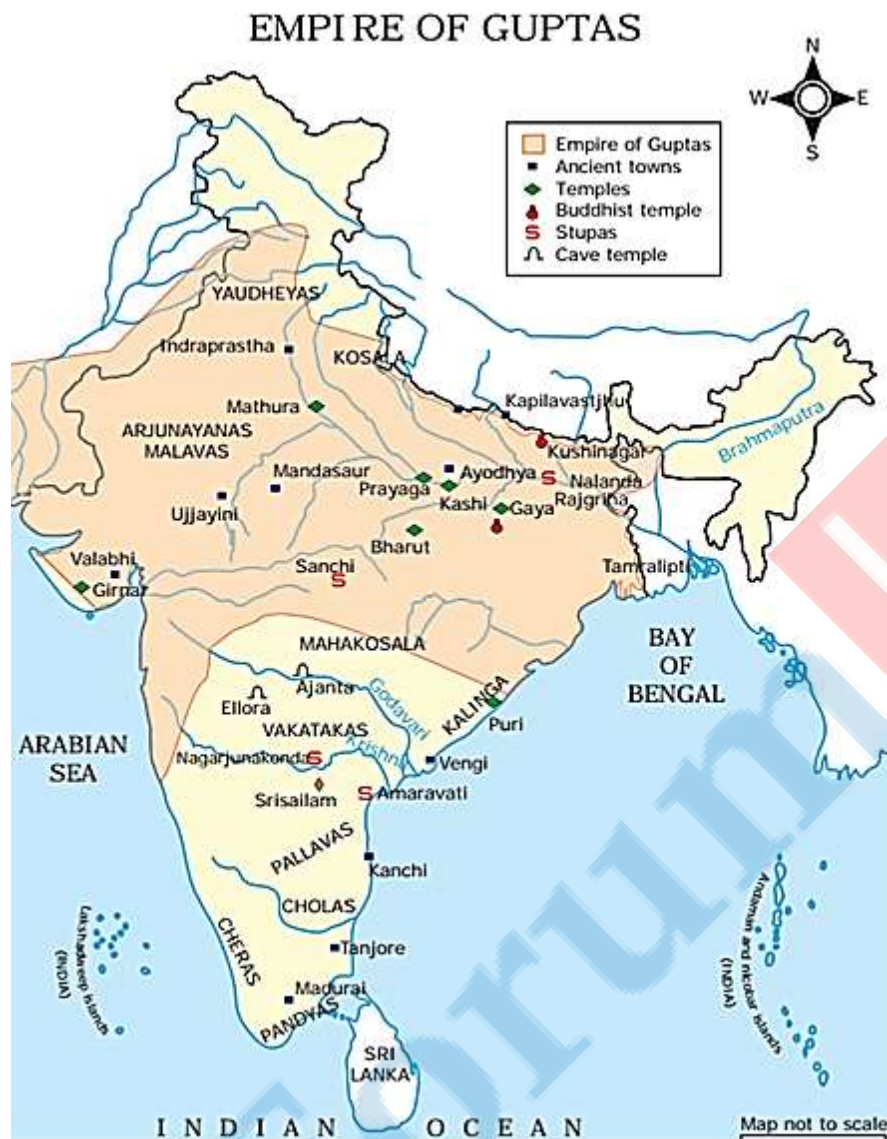 EMPIRE OF GUPTAS
N
W
E
S
Empire of Guptas
Ancient towns
Temples
Buddhist temple
Stupas
Cave temple
YAUDHEYAS
Indraprastha
KOSALA
Mathura
Kapilavastjhu
Brahmaputra
ARJUNAYANAS
MALAVAS
Kushinagar
Mandasaur
Ayodhya
Prayaga
Nalanda
Rajgriha
Ujjayini
Kashi
Gaya
Bharut
Valabhi
Sanchi
Tamralipti
Girnar
MAHAKOSALA
BAY
OF
BENGAL
Ajanta
Godavari
KALINGA
Ellora
Puri
VAKATAKAS
Krishna
ARABIAN
SEA
Nagarjunakonda
Vengi
Srisailam
Amaravati
PALLAVAS
Kanchi
CHOLAS
CHERAS
Tanjore
Lakshadweep islands
(INDIA)
Andaman and nicobar islands
(INDIA)
Madurai
PANDYAS
SRI
LANKA
INDIAN OCEAN
Map not to scale
forum